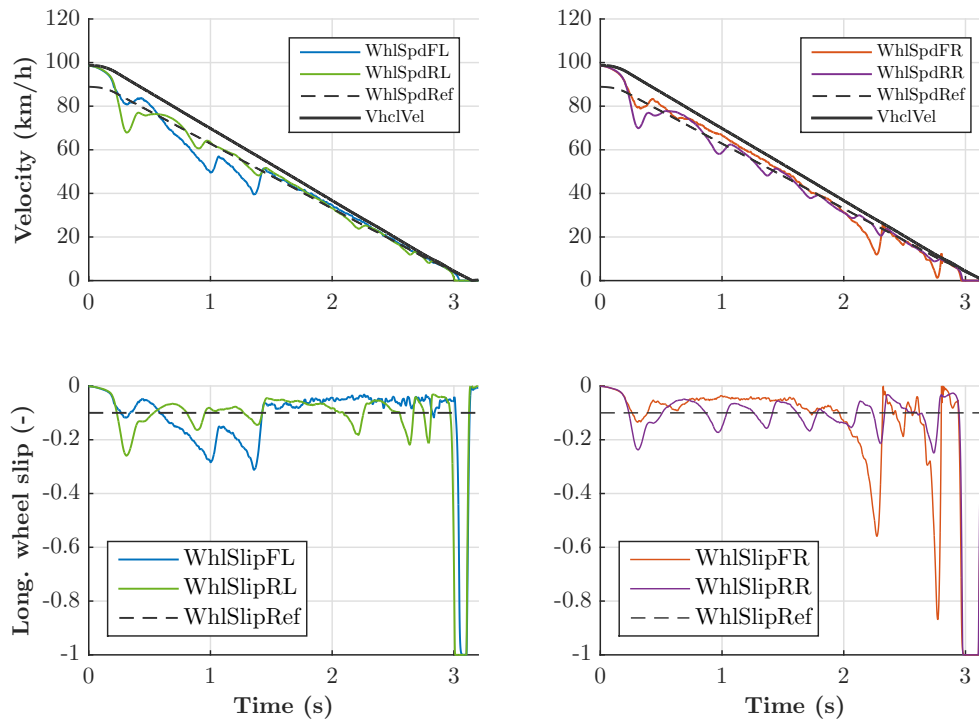 120
100
80
60
40
20
0
Velocity (km/h)
WhlSpdFL
WhlSpdRL
WhlSpdRef
VhclVel
0 1 2 3
120
100
80
60
40
20
0
WhlSpdFR
WhlSpdRR
WhlSpdRef
VhclVel
0 1 2 3
0
-0.2
-0.4
-0.6
-0.8
-1
Long. wheel slip (-)
WhlSlipFL
WhlSlipRL
WhlSlipRef
0 1 2 3
Time (s)
0
-0.2
-0.4
-0.6
-0.8
-1
WhlSlipFR
WhlSlipRR
WhlSlipRef
0 1 2 3
Time (s)